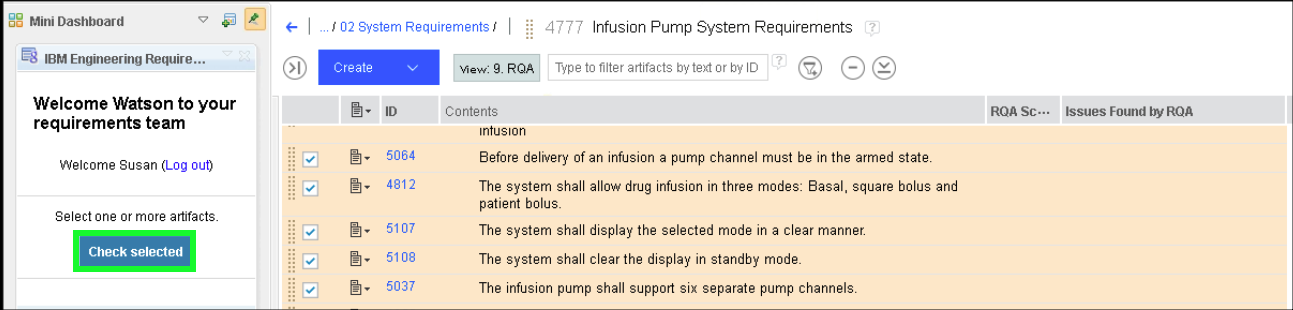 Mini Dashboard
IBM Engineering Require...
Welcome Watson to your
requirements team
Welcome Susan (Log out)
Select one or more artifacts.
Check selected
... / 02 System Requirements / 4777 Infusion Pump System Requirements ?
Create View: 9. RQA Type to filter artifacts by text or by ID ?
ID Contents RQA Sc... Issues Found by RQA
infusion
5064 Before delivery of an infusion a pump channel must be in the armed state.
4812 The system shall allow drug infusion in three modes: Basal, square bolus and
patient bolus.
5107 The system shall display the selected mode in a clear manner.
5108 The system shall clear the display in standby mode.
5037 The infusion pump shall support six separate pump channels.